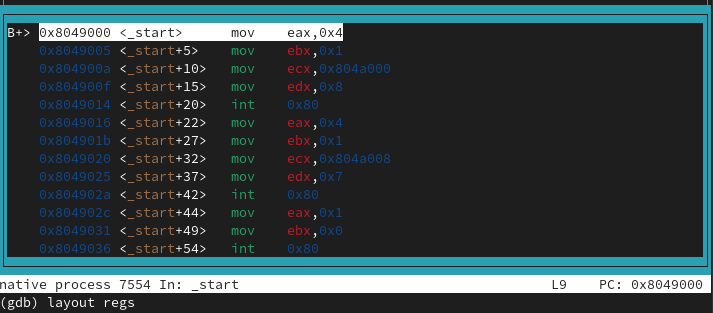 B+> 0x8049000 <_start> mov eax,0x4
0x8049005 <_start+5> mov ebx,0x1
0x804900a <_start+10> mov ecx,0x804a000
0x804900f <_start+15> mov edx,0x8
0x8049014 <_start+20> int 0x80
0x8049016 <_start+22> mov eax,0x4
0x804901b <_start+27> mov ebx,0x1
0x8049020 <_start+32> mov ecx,0x804a008
0x8049025 <_start+37> mov edx,0x7
0x804902a <_start+42> int 0x80
0x804902c <_start+44> mov eax,0x1
0x8049031 <_start+49> mov ebx,0x0
0x8049036 <_start+54> int 0x80
native process 7554 In: _start L9 PC: 0x8049000
(gdb) layout regs